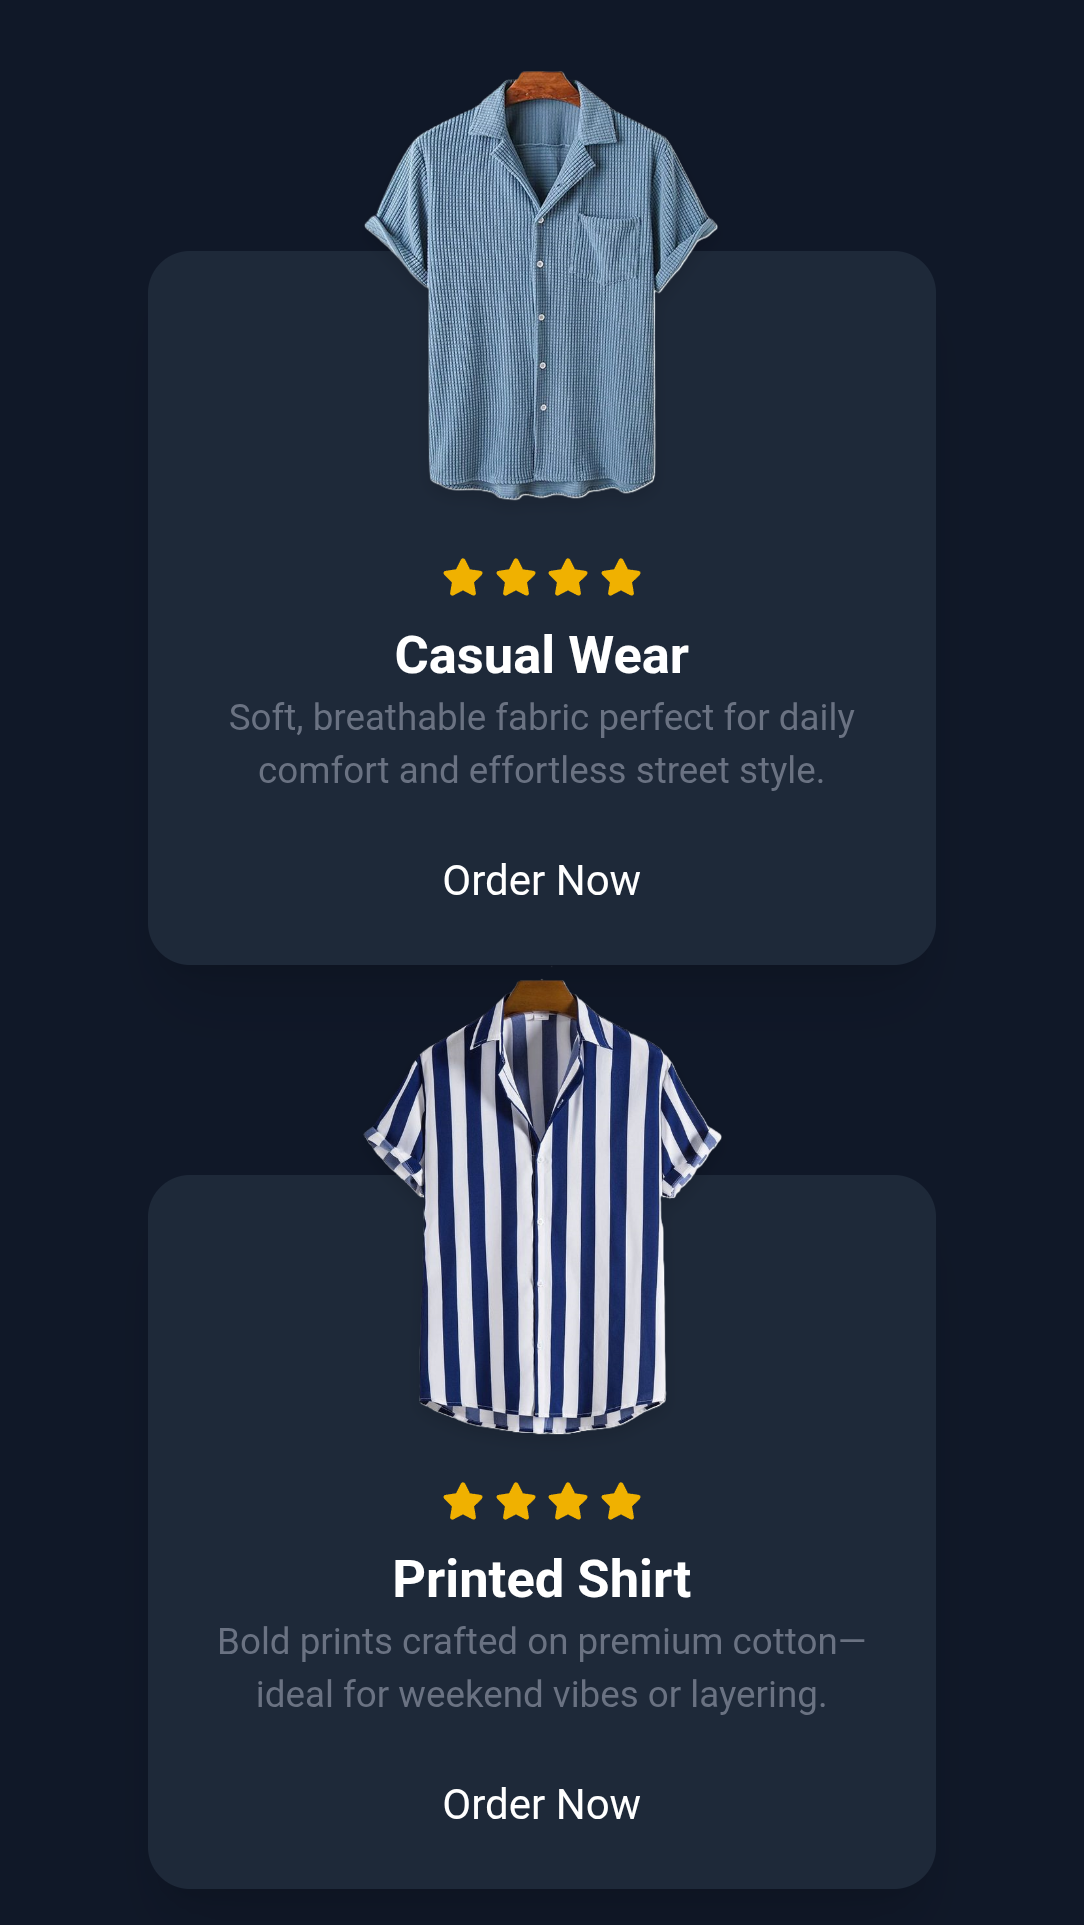 Casual Wear
Soft, breathable fabric perfect for daily
comfort and effortless street style.
Order Now
Printed Shirt
Bold prints crafted on premium cotton—
ideal for weekend vibes or layering.
Order Now